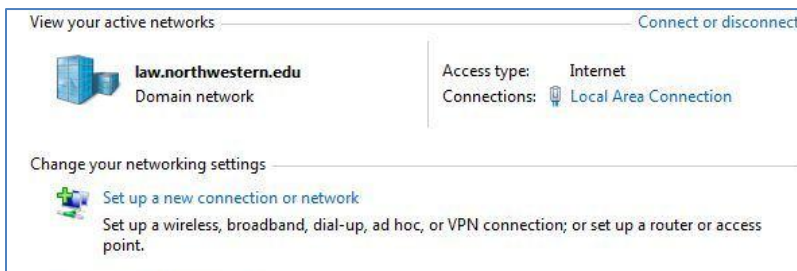 View your active networks
Connect or disconnect
law.northwestern.edu
Domain network
Access type: Internet
Connections: Local Area Connection
Change your networking settings
Set up a new connection or network
Set up a wireless, broadband, dial-up, ad hoc, or VPN connection; or set up a router or access
point.